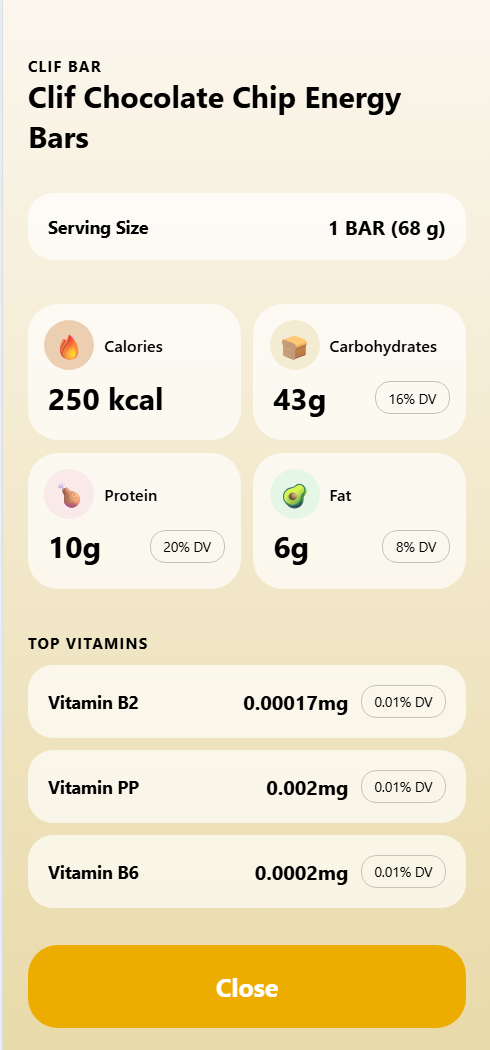 CLIF BAR
Clif Chocolate Chip Energy
Bars
Serving Size 1 BAR (68 g)
Calories
250 kcal
Carbohydrates
43g 16% DV
Protein
10g 20% DV
Fat
6g 8% DV
TOP VITAMINS
Vitamin B2 0.00017mg 0.01% DV
Vitamin PP 0.002mg 0.01% DV
Vitamin B6 0.0002mg 0.01% DV
Close